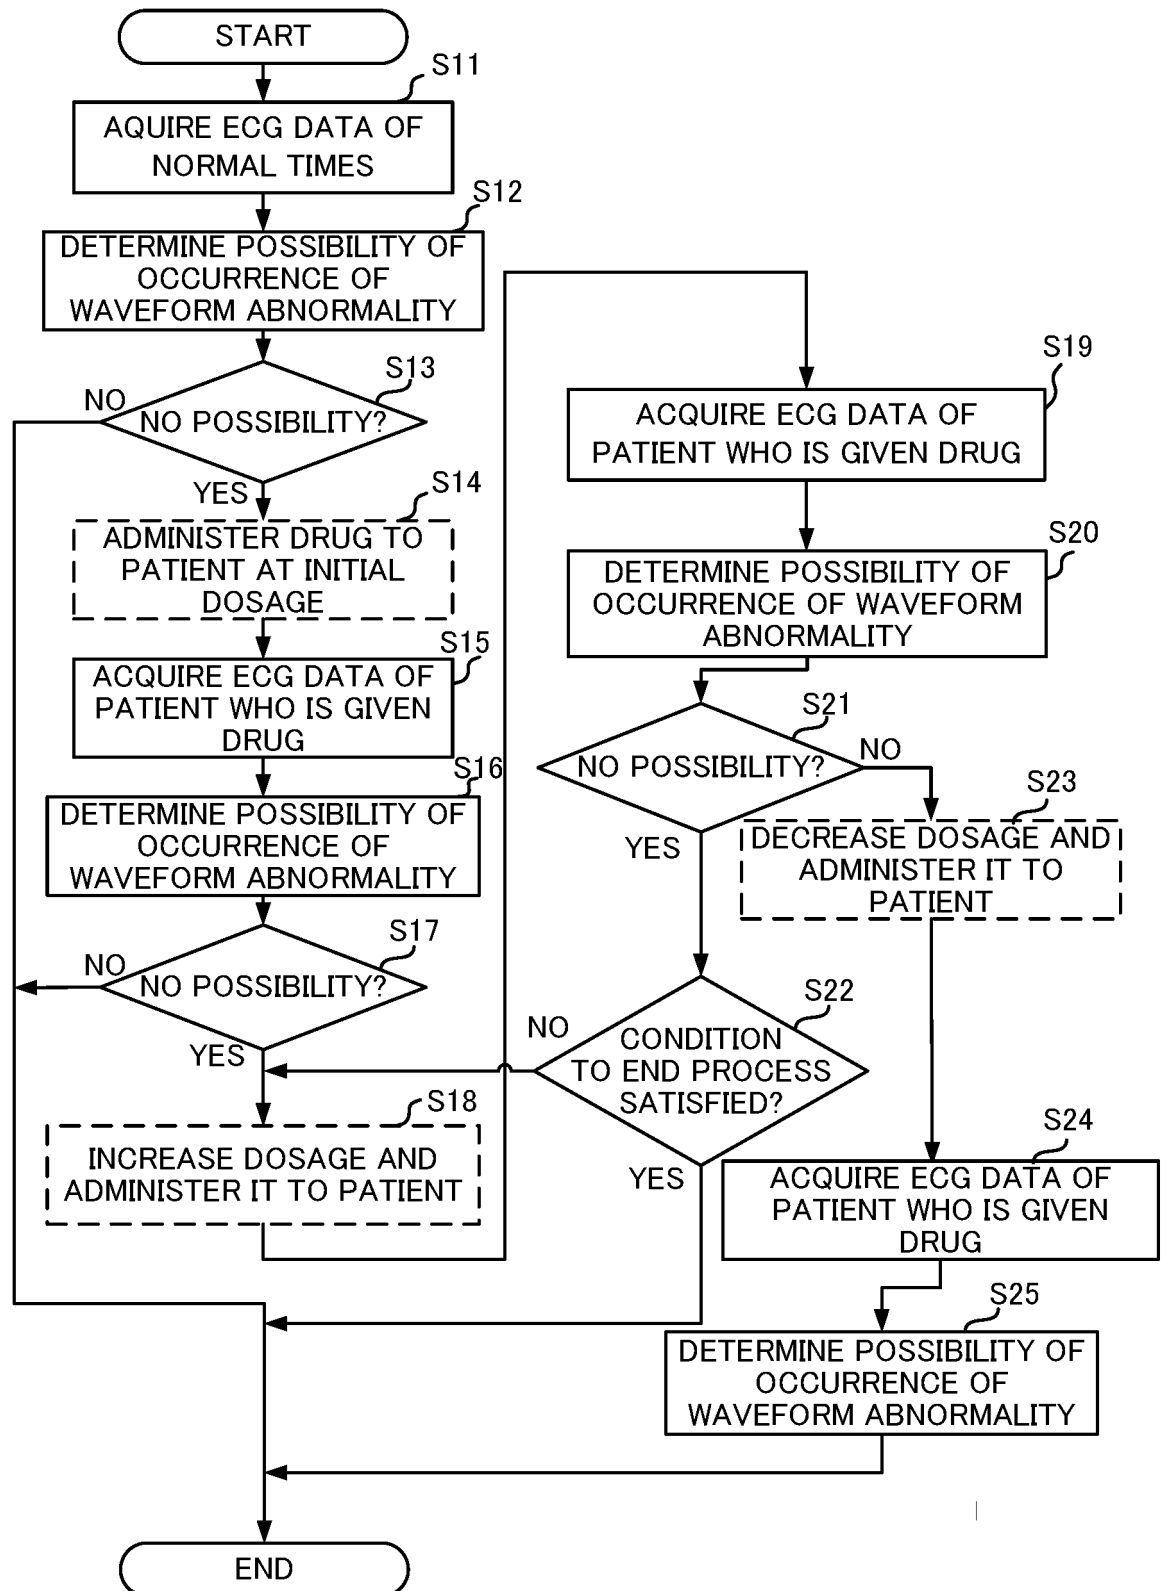 START
S11
AQUIRE ECG DATA OF
NORMAL TIMES
S12
DETERMINE POSSIBILITY OF
OCCURRENCE OF
WAVEFORM ABNORMALITY
S13
NO
NO POSSIBILITY?
YES
S14
ADMINISTER DRUG TO
PATIENT AT INITIAL
DOSAGE
S15
ACQUIRE ECG DATA OF
PATIENT WHO IS GIVEN
DRUG
S16
DETERMINE POSSIBILITY OF
OCCURRENCE OF
WAVEFORM ABNORMALITY
S17
NO
NO POSSIBILITY?
YES
S18
INCREASE DOSAGE AND
ADMINISTER IT TO PATIENT
S19
ACQUIRE ECG DATA OF
PATIENT WHO IS GIVEN DRUG
S20
DETERMINE POSSIBILITY OF
OCCURRENCE OF WAVEFORM
ABNORMALITY
S21
NO POSSIBILITY?
NO
YES
S22
NO
CONDITION
TO END PROCESS
SATISFIED?
YES
S23
DECREASE DOSAGE AND
ADMINISTER IT TO
PATIENT
S24
ACQUIRE ECG DATA OF
PATIENT WHO IS GIVEN
DRUG
S25
DETERMINE POSSIBILITY OF
OCCURRENCE OF
WAVEFORM ABNORMALITY
END